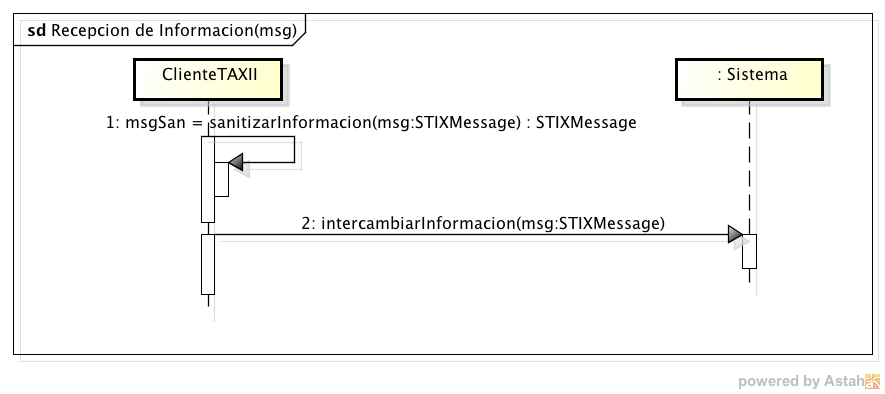 sd Recepcion de Informacion(msg)
ClienteTAXII
: Sistema
1: msgSan = sanitizarInformacion(msg:STIXMessage) : STIXMessage
2: intercambiarInformacion(msg:STIXMessage)
powered by Astah